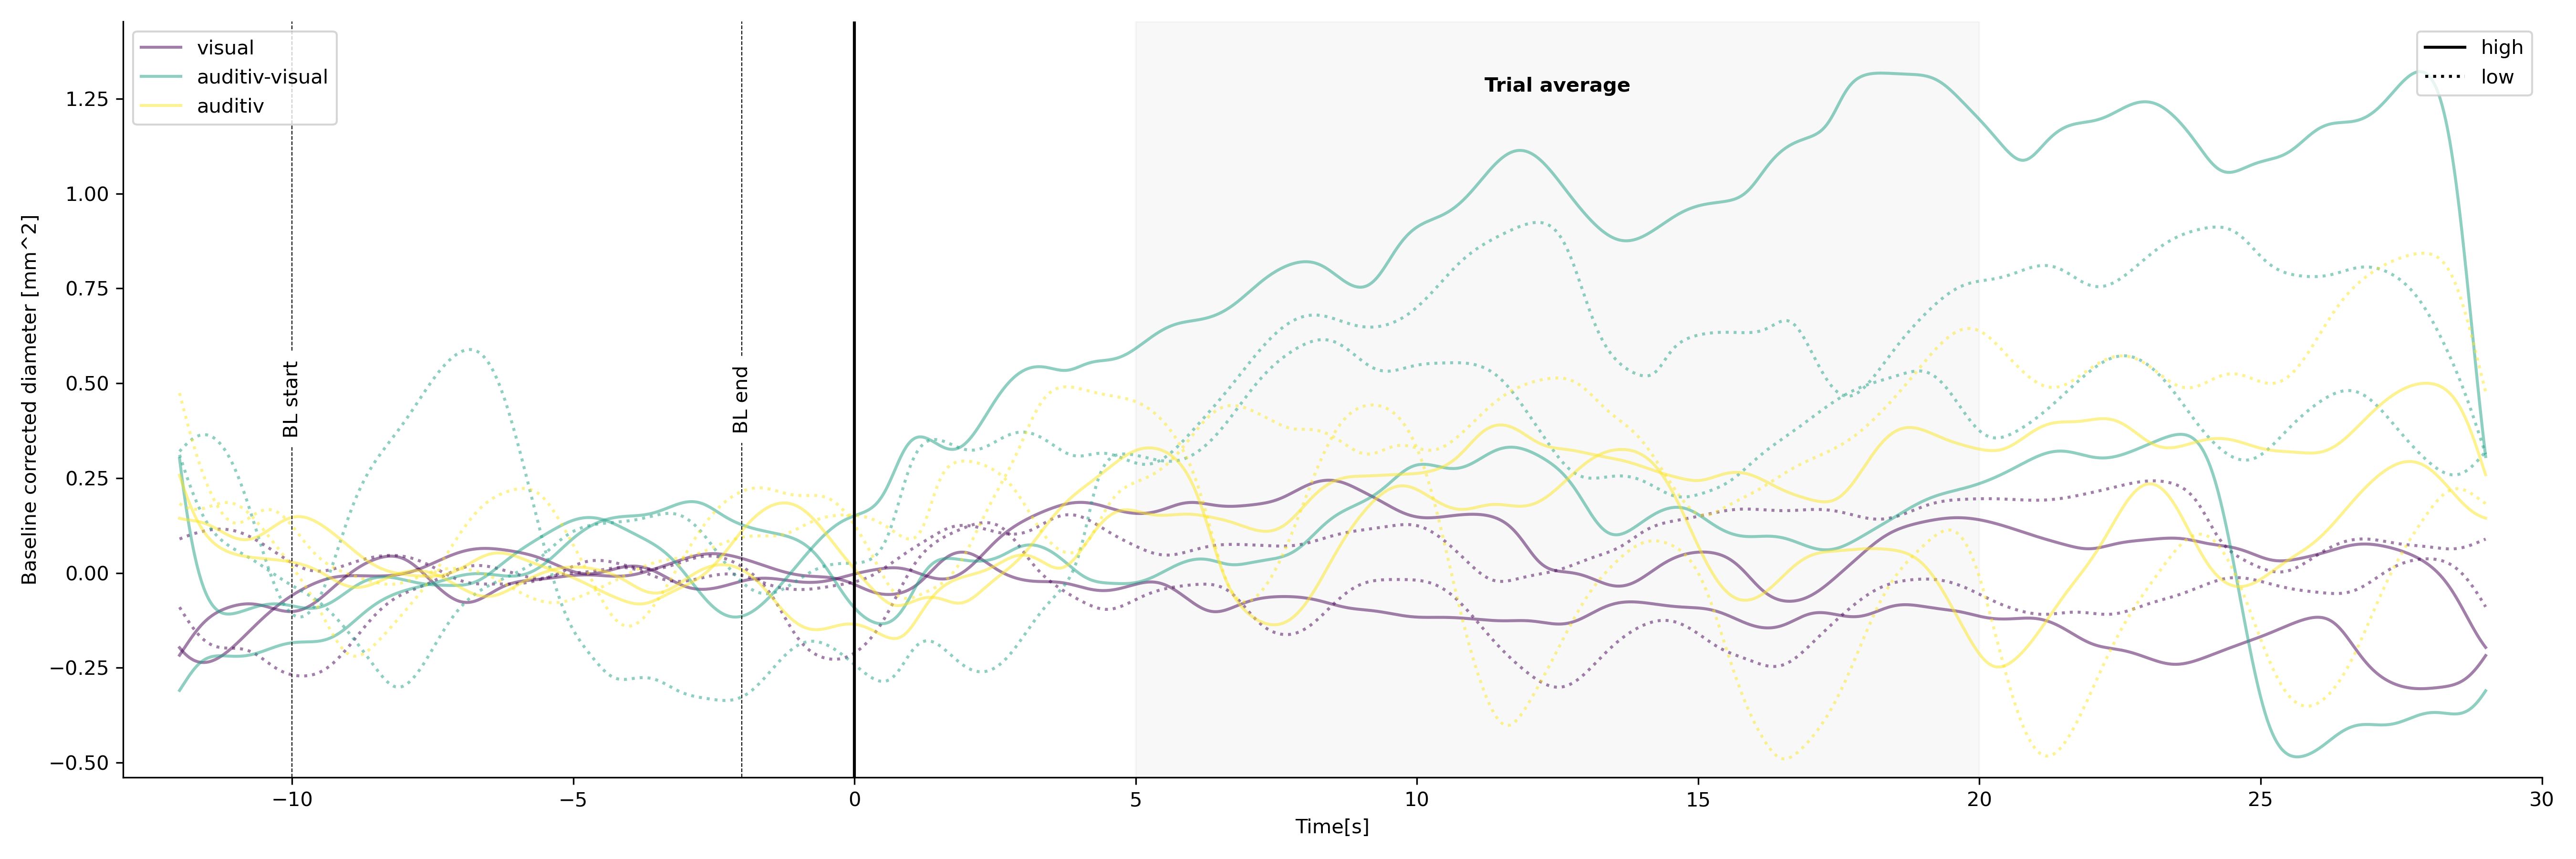 visual
auditiv-visual
auditiv
high
low
Trial average
BL start
BL end
Baseline corrected diameter [mm^2]
1.25
1.00
0.75
0.50
0.25
0.00
−0.25
−0.50
−10
−5
0
5
10
15
20
25
30
Time[s]